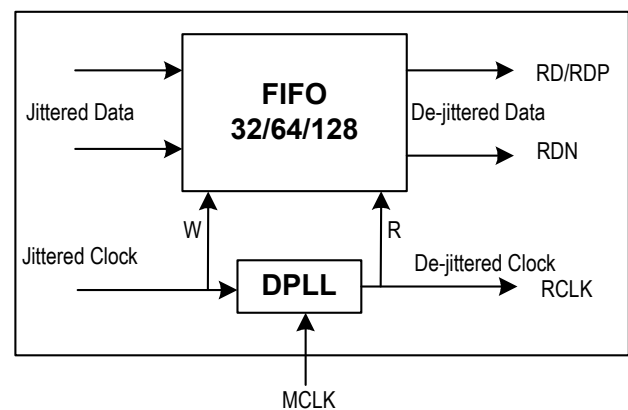 RD/RDP
FIFO
32/64/128
Jittered Data
De-jittered Data
RDN
W
R
Jittered Clock
De-jittered Clock
DPLL
RCLK
MCLK